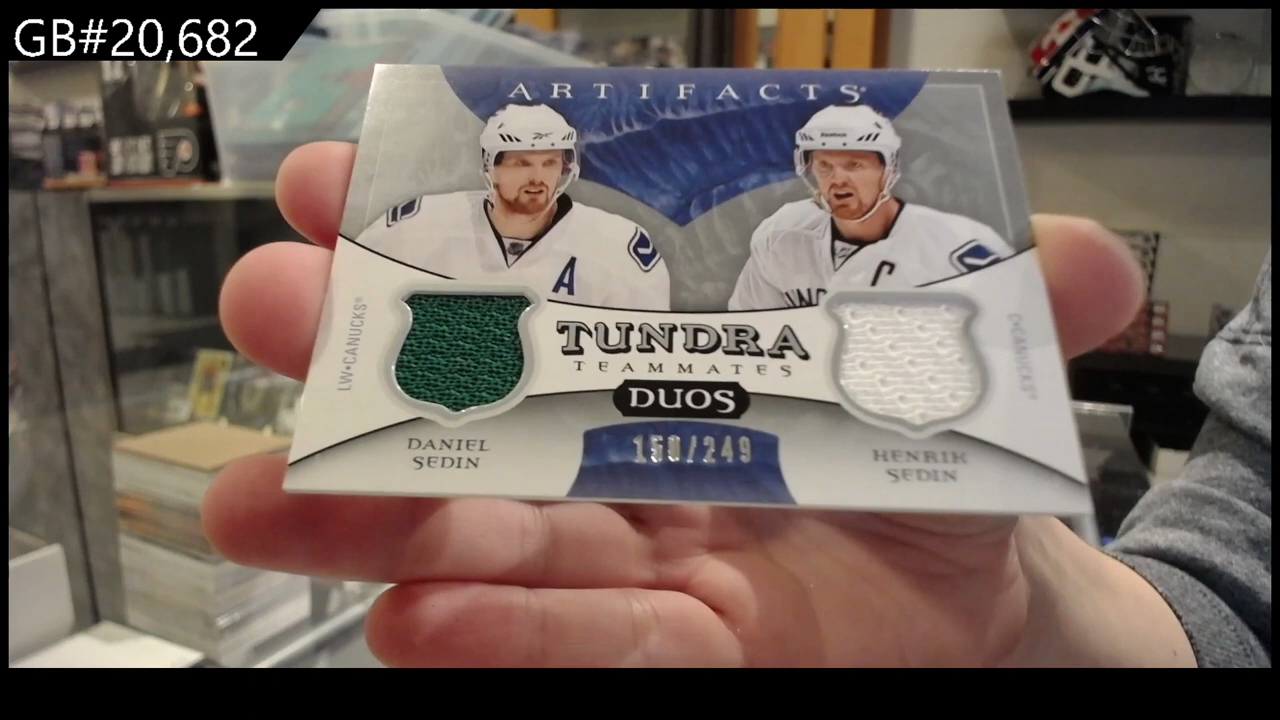 GB#20,682
ARTIFACTS
A
C
TUNDRA
TEAMMATES
DUOS
LW•CANUCKS®
D•CANUCKS®
DANIEL
SEDIN
150/249
HENRIK
SEDIN